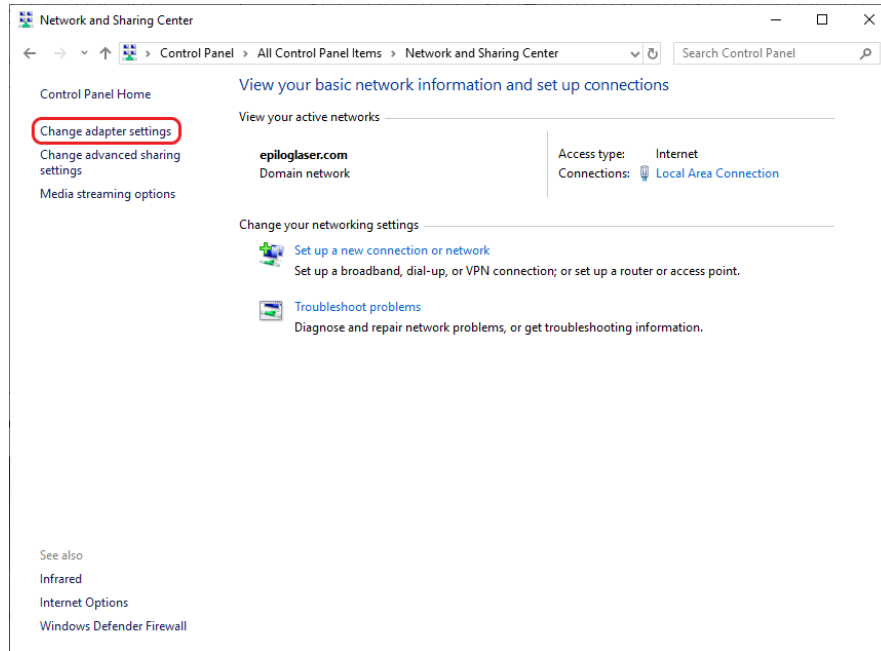 Network and Sharing Center
Control Panel > All Control Panel Items > Network and Sharing Center
Search Control Panel
Control Panel Home
Change adapter settings
Change advanced sharing
settings
Media streaming options
View your basic network information and set up connections
View your active networks
epiloglaser.com
Domain network
Access type: Internet
Connections: Local Area Connection
Change your networking settings
Set up a new connection or network
Set up a broadband, dial-up, or VPN connection; or set up a router or access point.
Troubleshoot problems
Diagnose and repair network problems, or get troubleshooting information.
See also
Infrared
Internet Options
Windows Defender Firewall